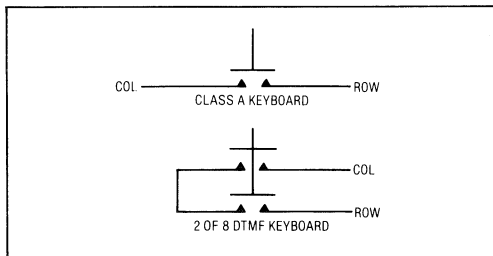 COL ROW
CLASS A KEYBOARD
COL
ROW
2 OF 8 DTMF KEYBOARD